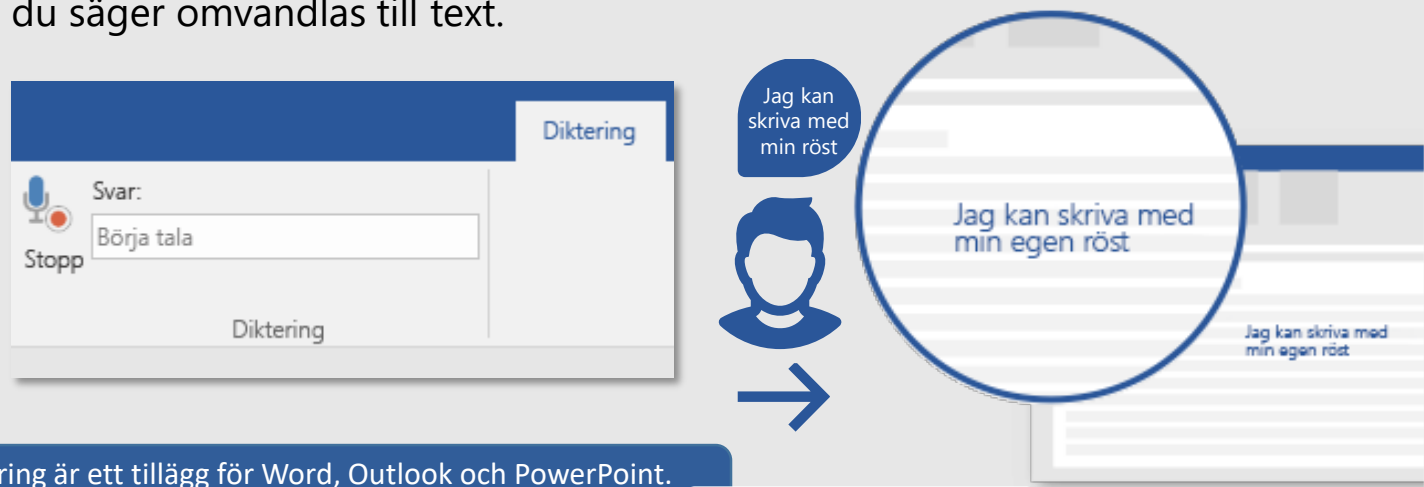 du säger omvandlas till text.
Diktering
Svar:
Börja tala
Stopp
Diktering
Jag kan
skriva med
min röst
Jag kan skriva med
min egen röst
Jag kan skriva med
min egen röst
ring är ett tillägg för Word, Outlook och PowerPoint.